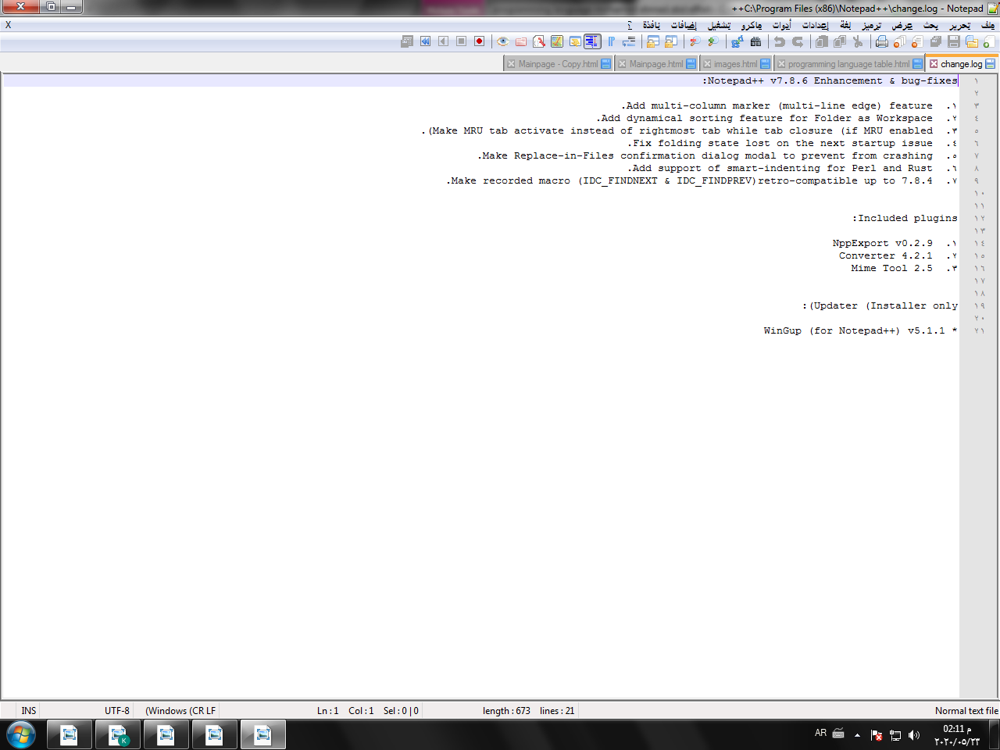 C:\Program Files (x86)\Notepad++\change.log - Notepad++
ملف تحرير بحث عرض ترميز لغة إعدادات أدوات ماكرو تشغيل إضافات نافذة ؟ X
change.log programming language table.html images.html Mainpage.html Mainpage - Copy.html
١ Notepad++ v7.8.6 Enhancement & bug-fixes:
٢
٣ ١. Add multi-column marker (multi-line edge) feature.
٤ ٢. Add dynamical sorting feature for Folder as Workspace.
٥ ٣. Make MRU tab activate instead of rightmost tab while tab closure (if MRU enabled).
٦ ٤. Fix folding state lost on the next startup issue.
٧ ٥. Make Replace-in-Files confirmation dialog modal to prevent from crashing.
٨ ٦. Add support of smart-indenting for Perl and Rust.
٩ ٧. Make recorded macro (IDC_FINDNEXT & IDC_FINDPREV)retro-compatible up to 7.8.4.
١٠
١١
١٢ Included plugins:
١٣
١٤ ١. NppExport v0.2.9
١٥ ٢. Converter 4.2.1
١٦ ٣. Mime Tool 2.5
١٧
١٨
١٩ Updater (Installer only):
٢٠
٢١ * WinGup (for Notepad++) v5.1.1
Normal text file length : 673 lines : 21 Ln : 1 Col : 1 Sel : 0 | 0 Windows (CR LF) UTF-8 INS
K
AR
02:11 م
٢٠٢٠/٠٥/٢٣